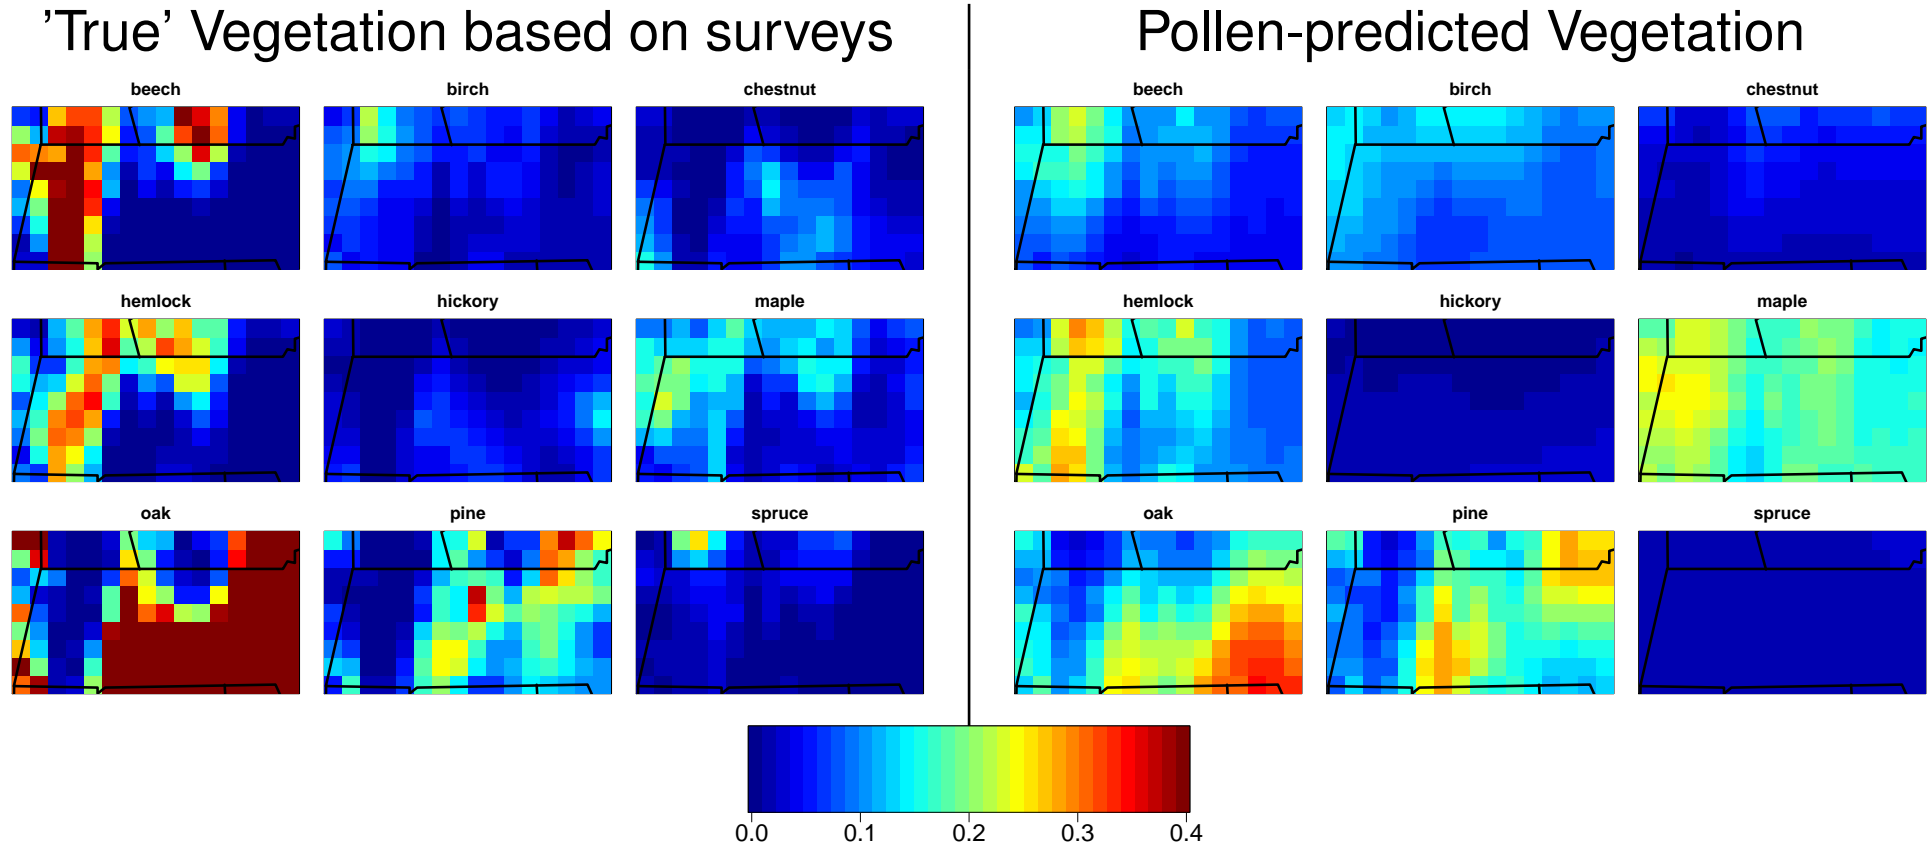 'True' Vegetation based on surveys
Pollen-predicted Vegetation
beech
birch
chestnut
beech
birch
chestnut
hemlock
hickory
maple
hemlock
hickory
maple
oak
pine
spruce
oak
pine
spruce
0.0
0.1
0.2
0.3
0.4